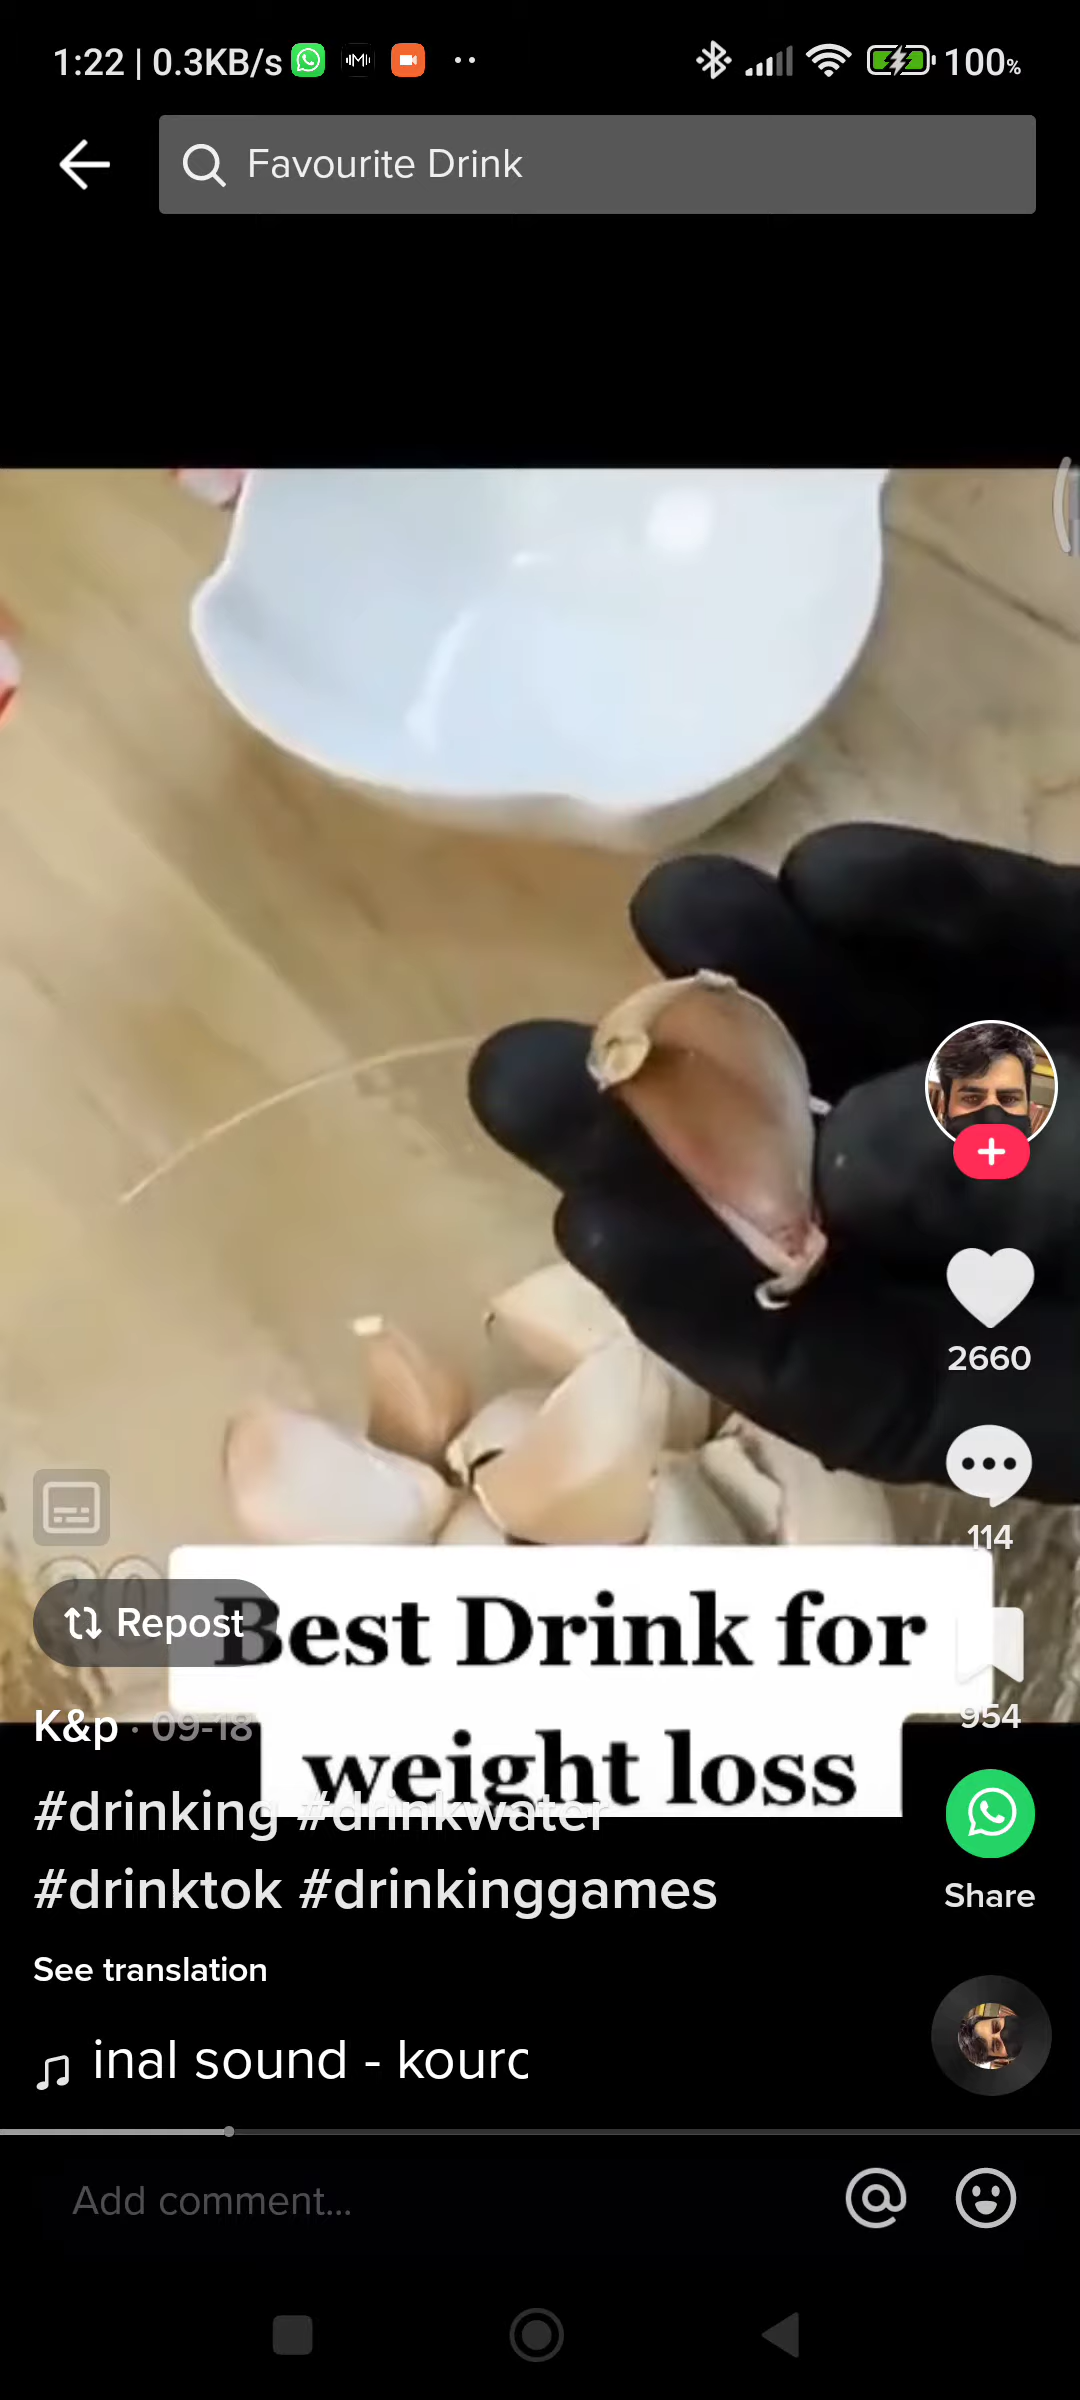 1:22 | 0.3KB/s
100%
Favourite Drink
2660
114
Best Drink for
Repost
954
K&p · 09-18
weight loss
#drinking #drinkwater
#drinktok #drinkinggames
Share
See translation
inal sound - kourc
Add comment...